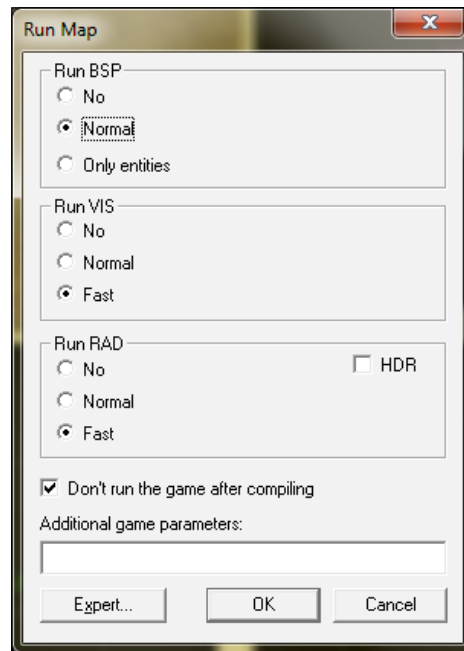 Run Map
Run BSP
No
Normal
Only entities
Run VIS
No
Normal
Fast
Run RAD
No
HDR
Normal
Fast
Don't run the game after compiling
Additional game parameters:
Expert...
OK
Cancel